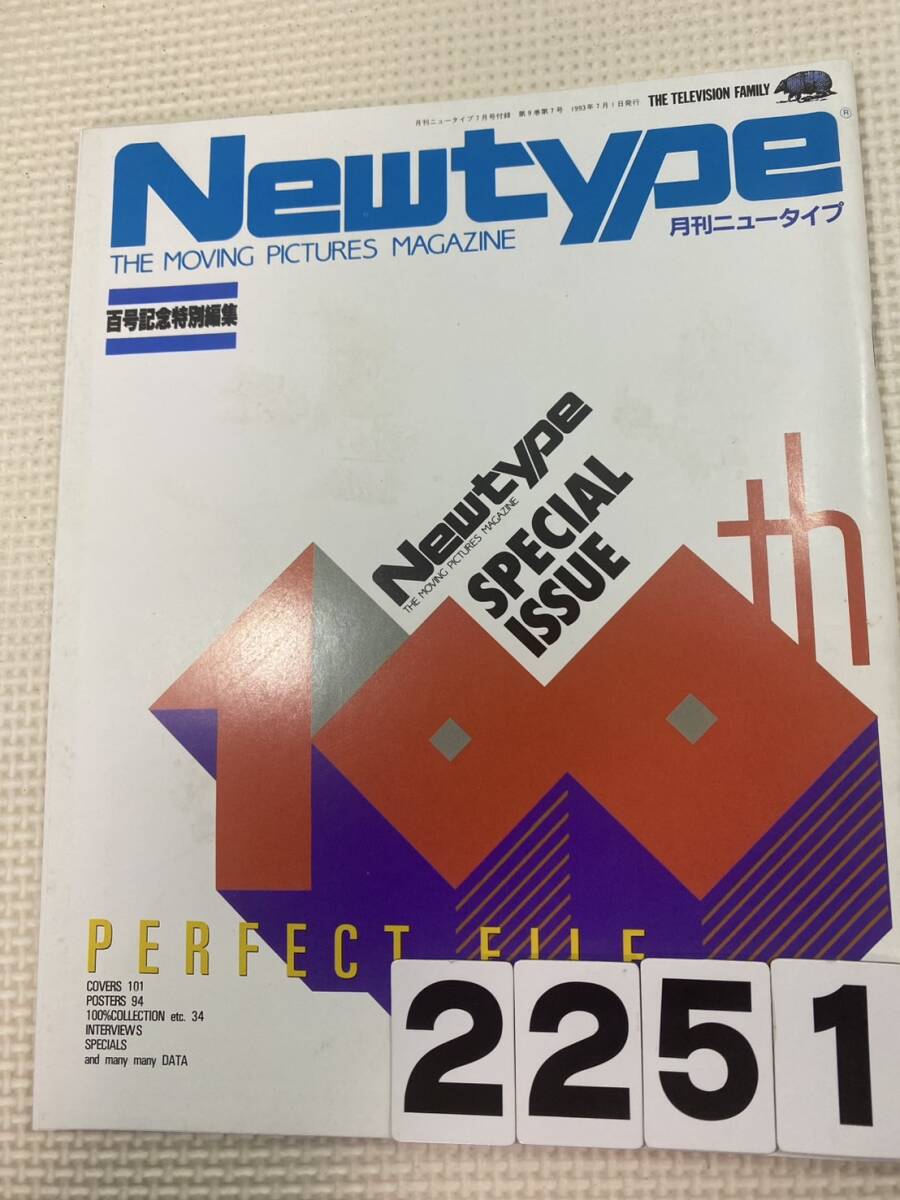 月刊ニュータイプ7月号付録 第9巻第7号 1993年7月1日発行 THE TELEVISION FAMILY
Newtype®
THE MOVING PICTURES MAGAZINE
月刊ニュータイプ
百号記念特別編集
Newtype
THE MOVING PICTURES MAGAZINE
SPECIAL
ISSUE
100th
PERFECT FILE
COVERS 101
POSTERS 94
100%COLLECTION etc. 34
INTERVIEWS
SPECIALS
and many many DATA
2251